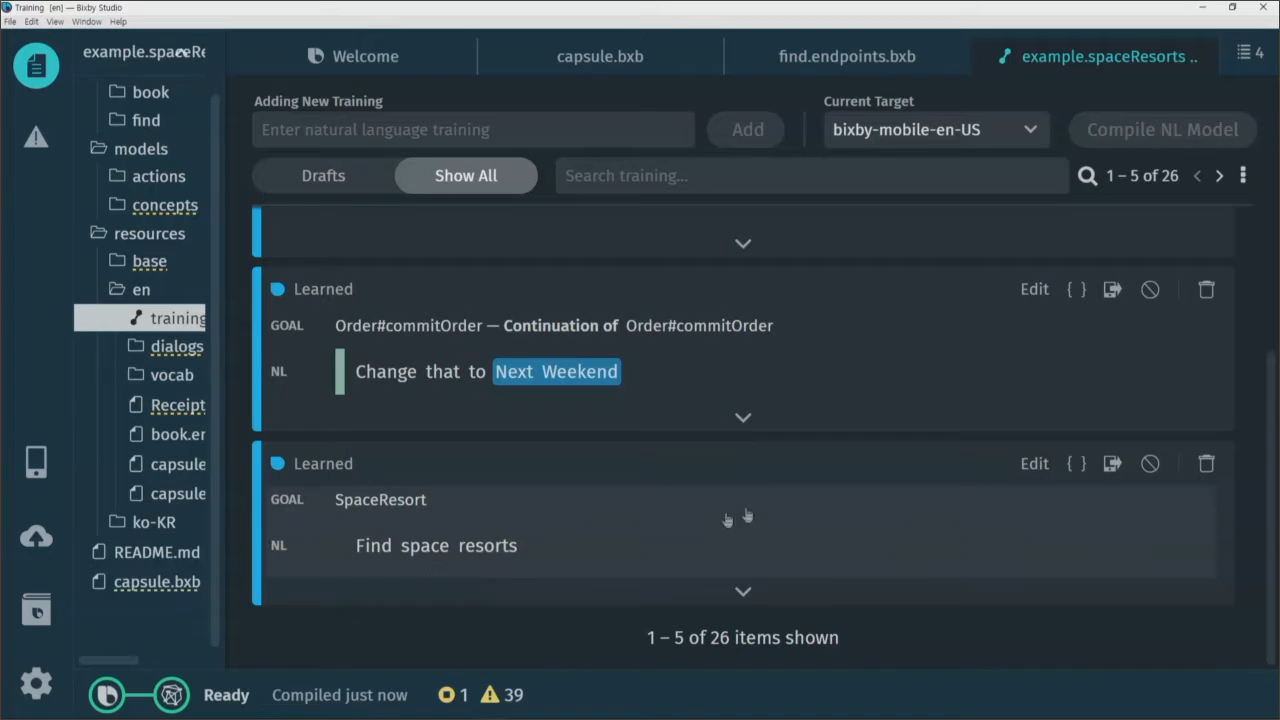 Training [en] — Bixby Studio
File Edit View Window Help
example.spaceRe
Welcome
capsule.bxb
find.endpoints.bxb
example.spaceResorts ..
4
book
find
models
actions
concepts
resources
base
en
training
dialogs
vocab
Receipt
book.en
capsule
capsule
ko-KR
README.md
capsule.bxb
Adding New Training
Current Target
Enter natural language training
Add
bixby-mobile-en-US
Compile NL Model
Drafts
Show All
Search training...
1 – 5 of 26
Learned
Edit { }
GOAL Order#commitOrder — Continuation of Order#commitOrder
NL Change that to Next Weekend
Learned
Edit { }
GOAL SpaceResort
NL Find space resorts
1 – 5 of 26 items shown
Ready Compiled just now 1 39